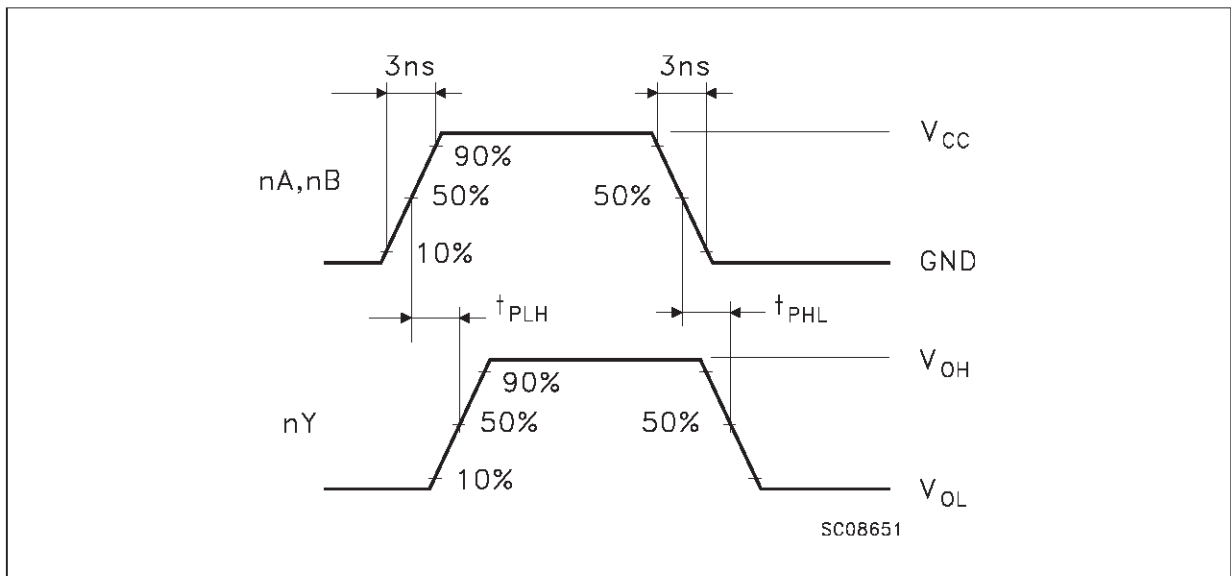 3ns 3ns
V_CC
90%
nA,nB 50% 50%
10% GND
t_PLH t_PHL
V_OH
90%
nY 50% 50%
10% V_OL
SC08651